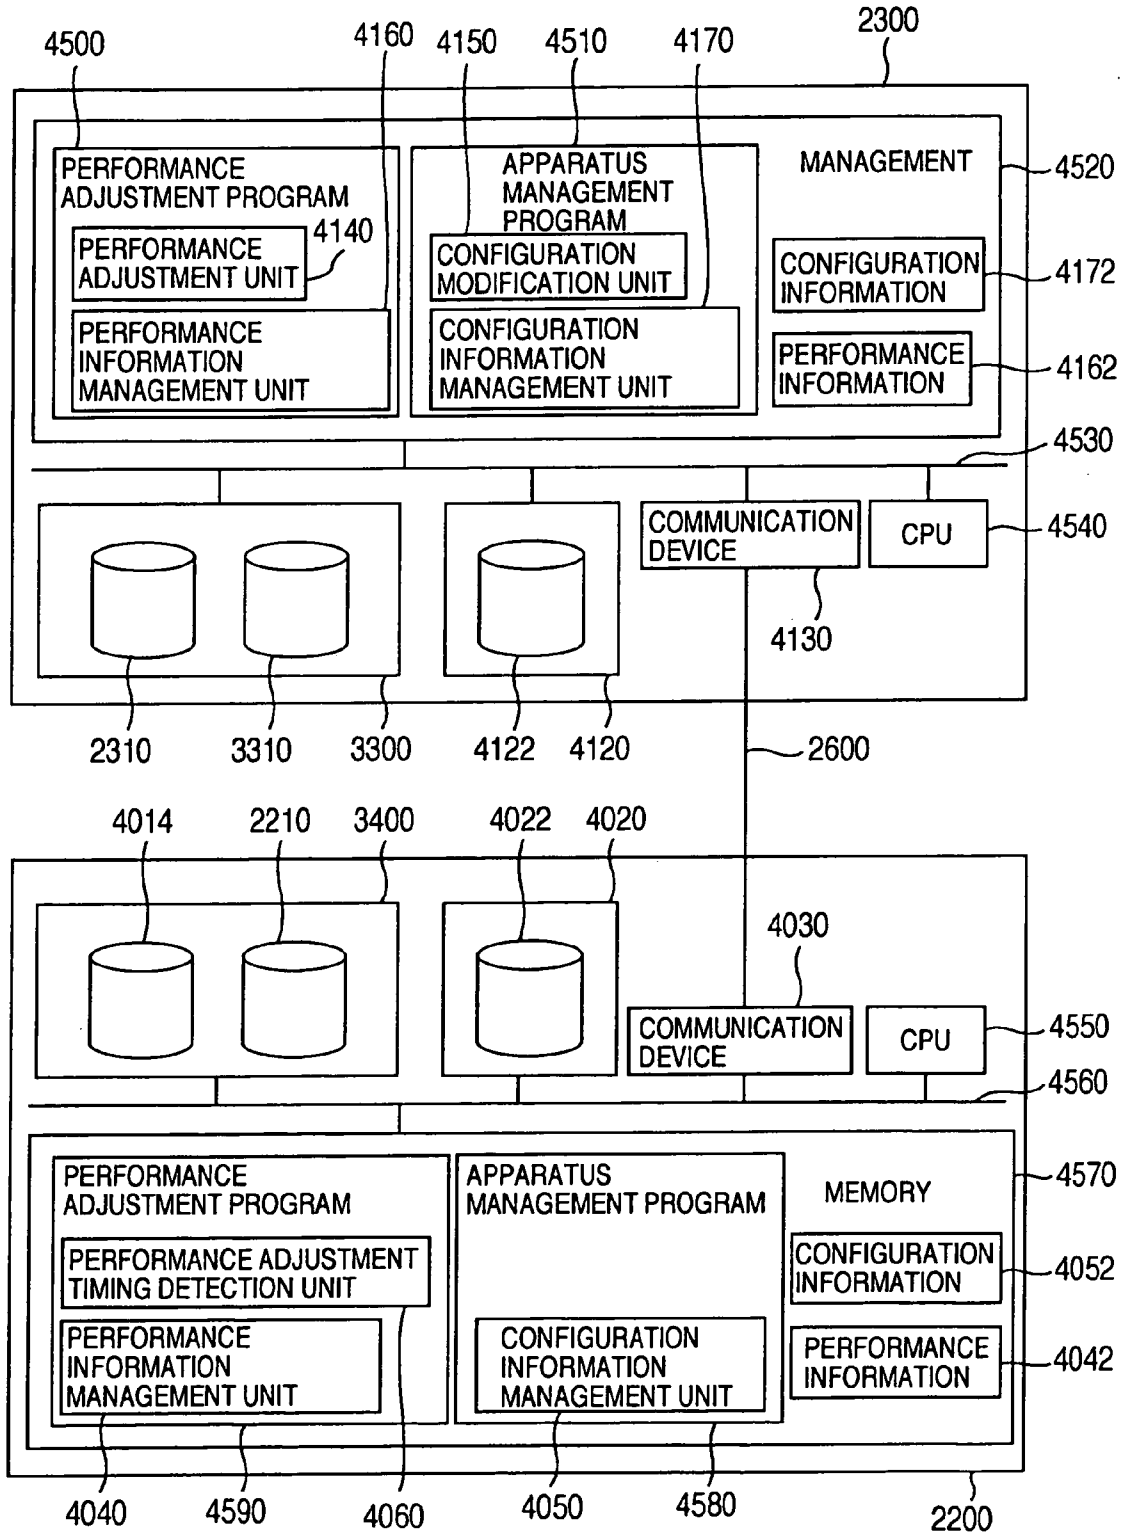 4500
4160
4150
4510
4170
2300
PERFORMANCE
ADJUSTMENT PROGRAM
APPARATUS
MANAGEMENT
PROGRAM
MANAGEMENT
4520
PERFORMANCE
ADJUSTMENT UNIT
4140
CONFIGURATION
MODIFICATION UNIT
CONFIGURATION
INFORMATION
4172
PERFORMANCE
INFORMATION
MANAGEMENT UNIT
CONFIGURATION
INFORMATION
MANAGEMENT UNIT
PERFORMANCE
INFORMATION
4162
4530
COMMUNICATION
DEVICE
CPU
4540
4130
2310
3310
3300
4122
4120
2600
4014
2210
3400
4022
4020
4030
COMMUNICATION
DEVICE
CPU
4550
4560
PERFORMANCE
ADJUSTMENT PROGRAM
APPARATUS
MANAGEMENT PROGRAM
MEMORY
4570
PERFORMANCE ADJUSTMENT
TIMING DETECTION UNIT
CONFIGURATION
INFORMATION
4052
PERFORMANCE
INFORMATION
MANAGEMENT UNIT
CONFIGURATION
INFORMATION
MANAGEMENT UNIT
PERFORMANCE
INFORMATION
4042
4040
4590
4060
4050
4580
2200